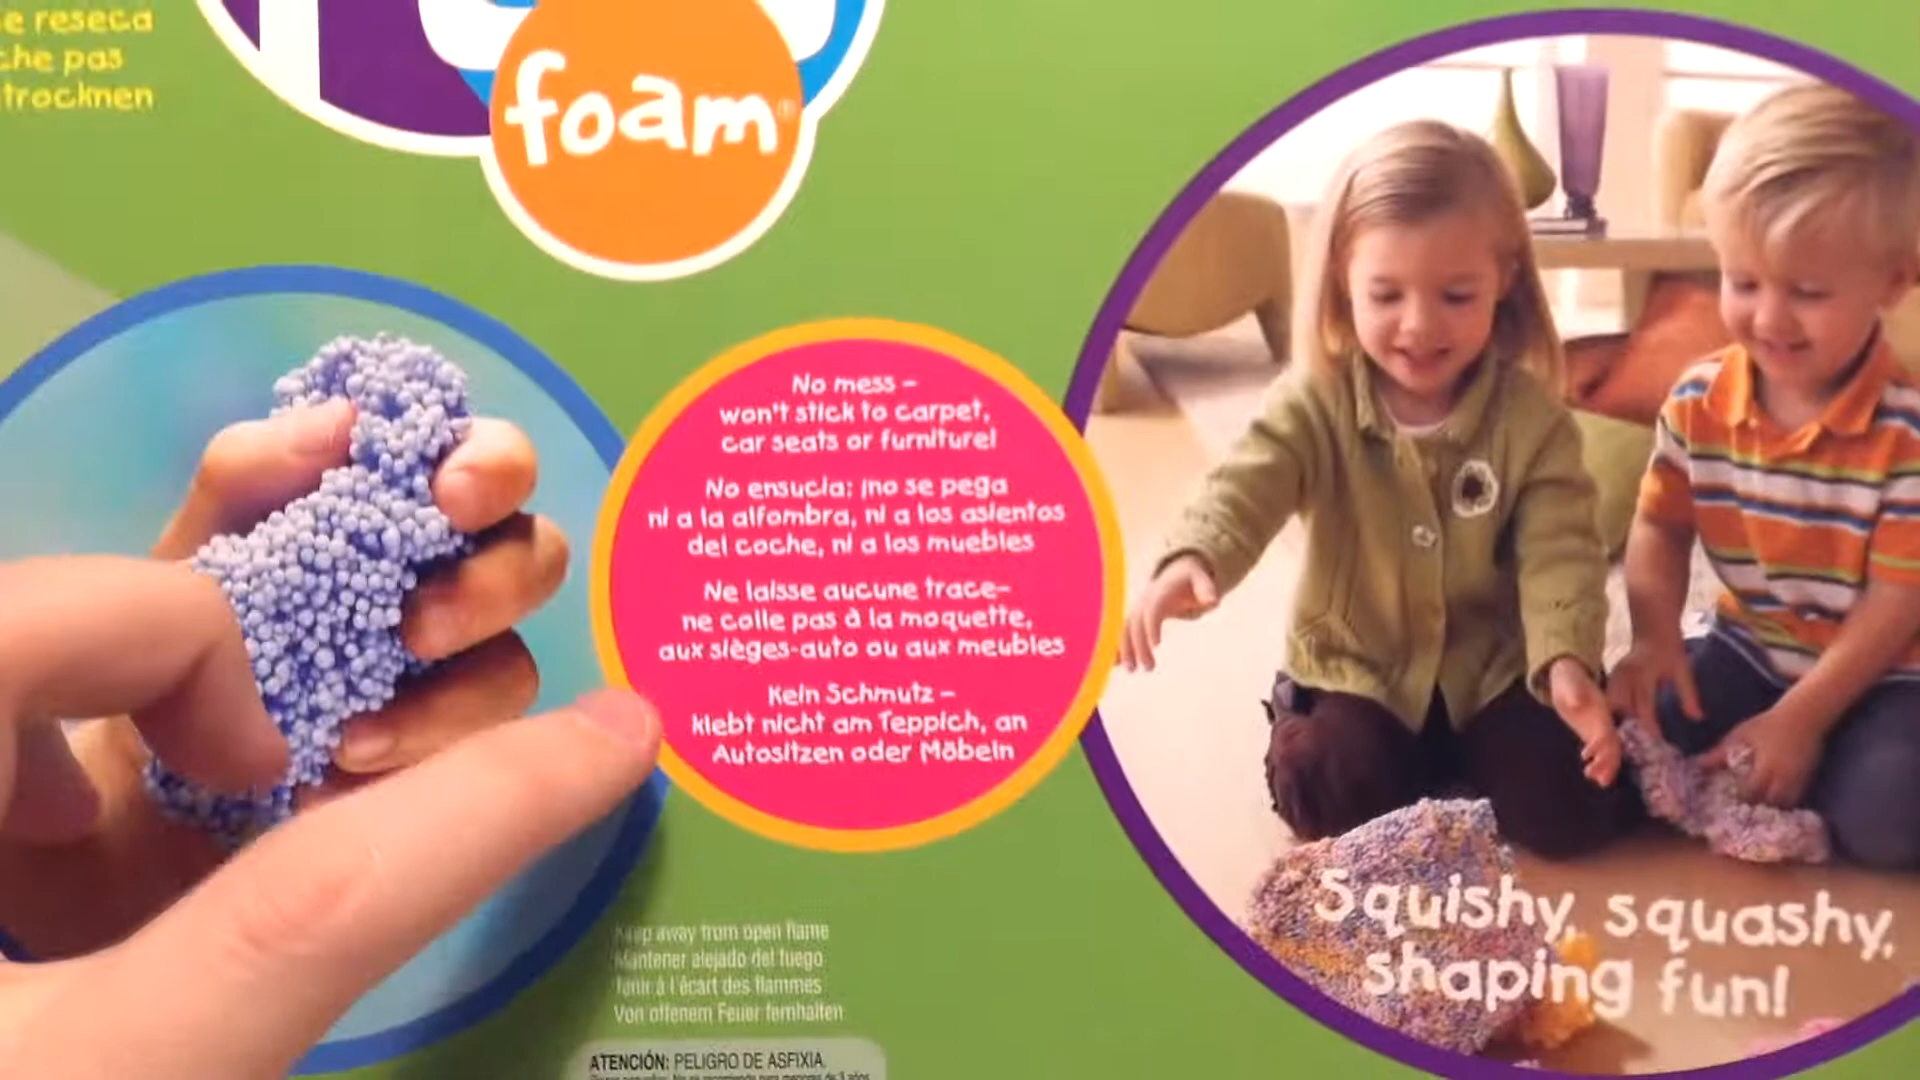 e reseca
che pas
trocknen
foam®
No mess –
won't stick to carpet,
car seats or furniture!
No ensucia: ¡no se pega
ni a la alfombra, ni a los asientos
del coche, ni a los muebles
Ne laisse aucune trace–
ne colle pas à la moquette,
aux sièges-auto ou aux meubles
Kein Schmutz –
klebt nicht am Teppich, an
Autositzen oder Möbeln
Squishy, squashy,
shaping fun!
Keep away from open flame
Mantener alejado del fuego
Tenir à l'écart des flammes
Von offenem Feuer fernhalten
ATENCIÓN: PELIGRO DE ASFIXIA.